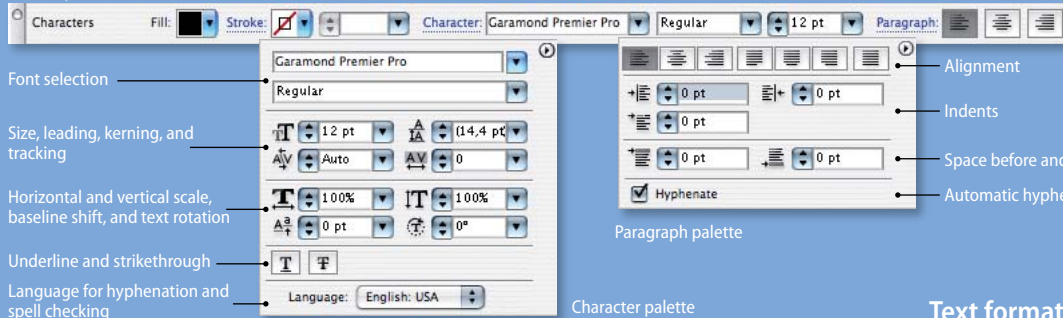 Characters Fill: Stroke: Character: Garamond Premier Pro Regular 12 pt Paragraph:
Garamond Premier Pro
Regular
Font selection
Alignment
0 pt 0 pt
Indents
0 pt
12 pt (14,4 pt)
Size, leading, kerning, and
tracking
Auto 0
0 pt 0 pt
Space before and
Hyphenate
Automatic
Horizontal and vertical scale,
baseline shift, and text rotation
100% 100%
0 pt 0°
Paragraph palette
Underline and strikethrough
T T
Language for hyphenation and
spell checking
Language: English: USA
Character palette
Text